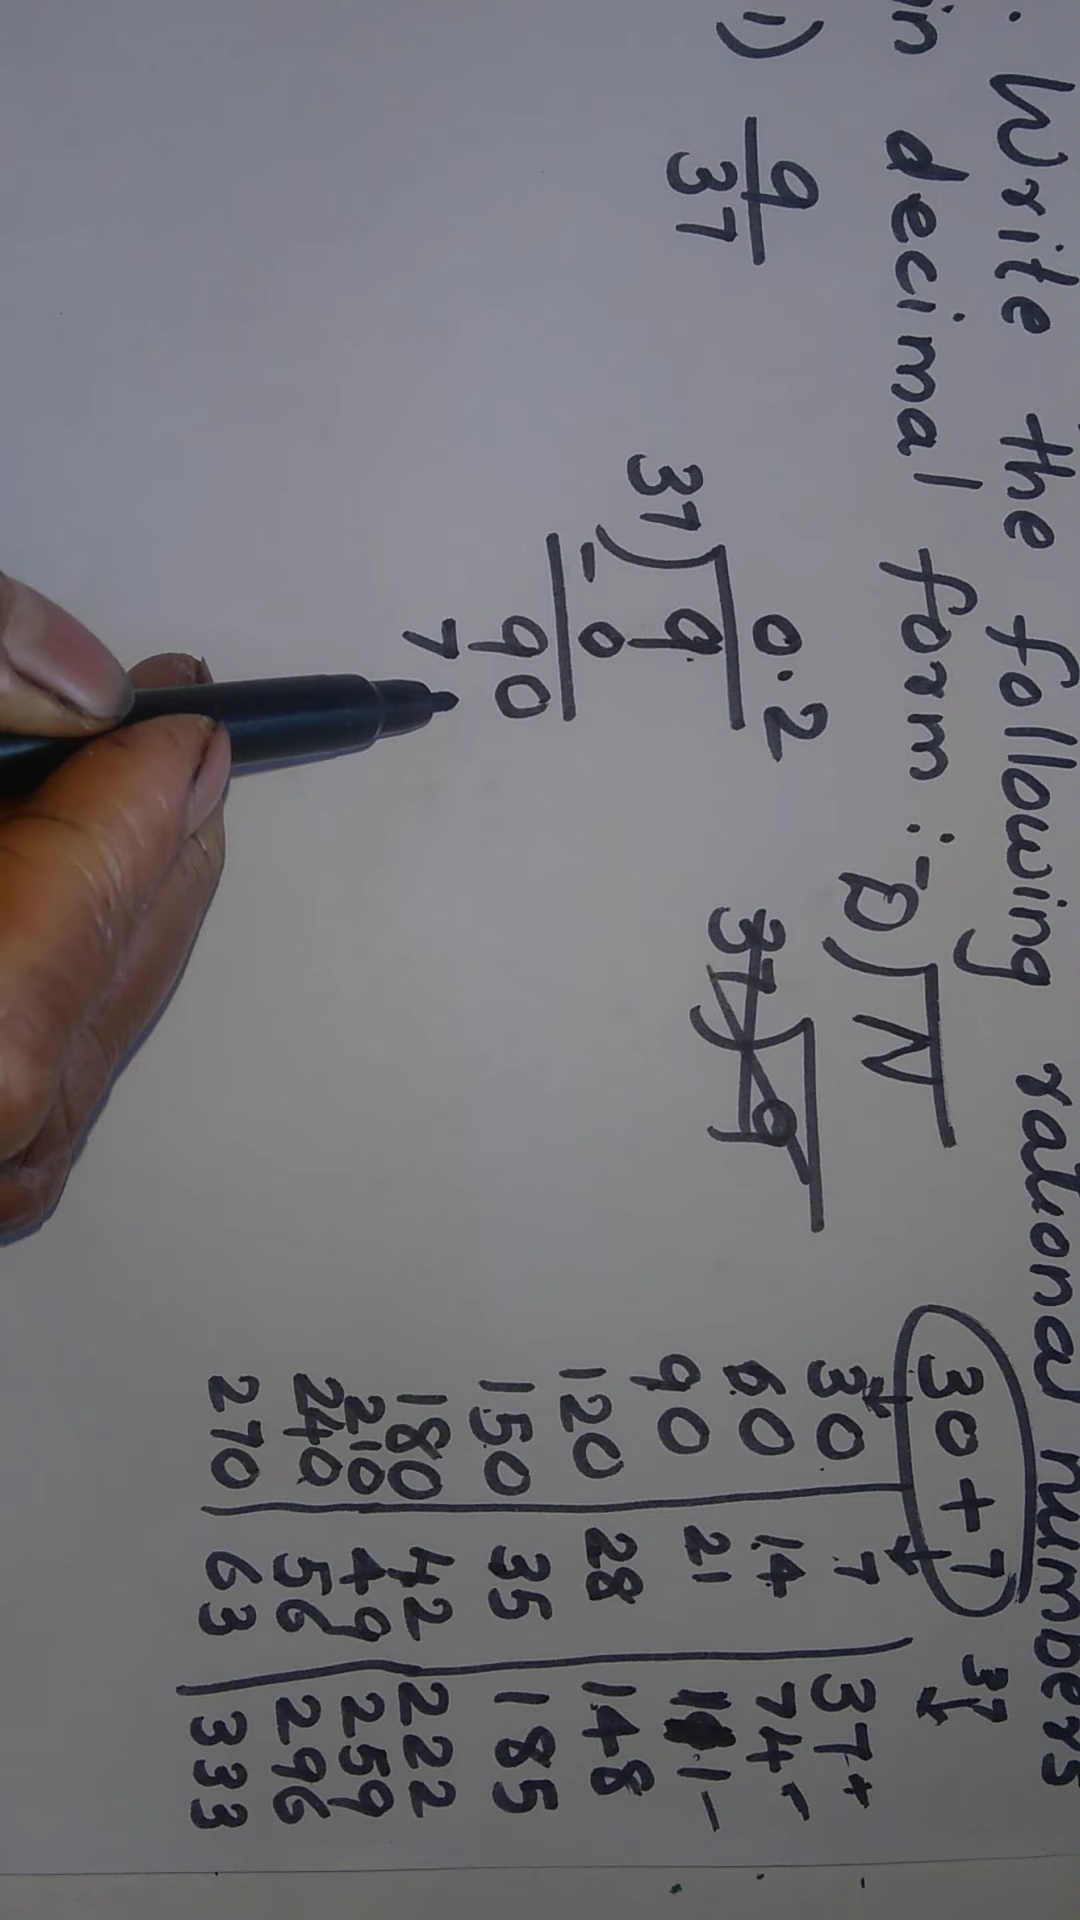 . Write the following rational numbers
in decimal form :- D) N
1) 9/37
0.2
37) 9
- 0
90
7
37) 9
30 + 7 37
30 7 37+
60 14 74-
90 21 111-
120 28 148
150 35 185
180 42 222
210 49 259
240 56 296
270 63 333